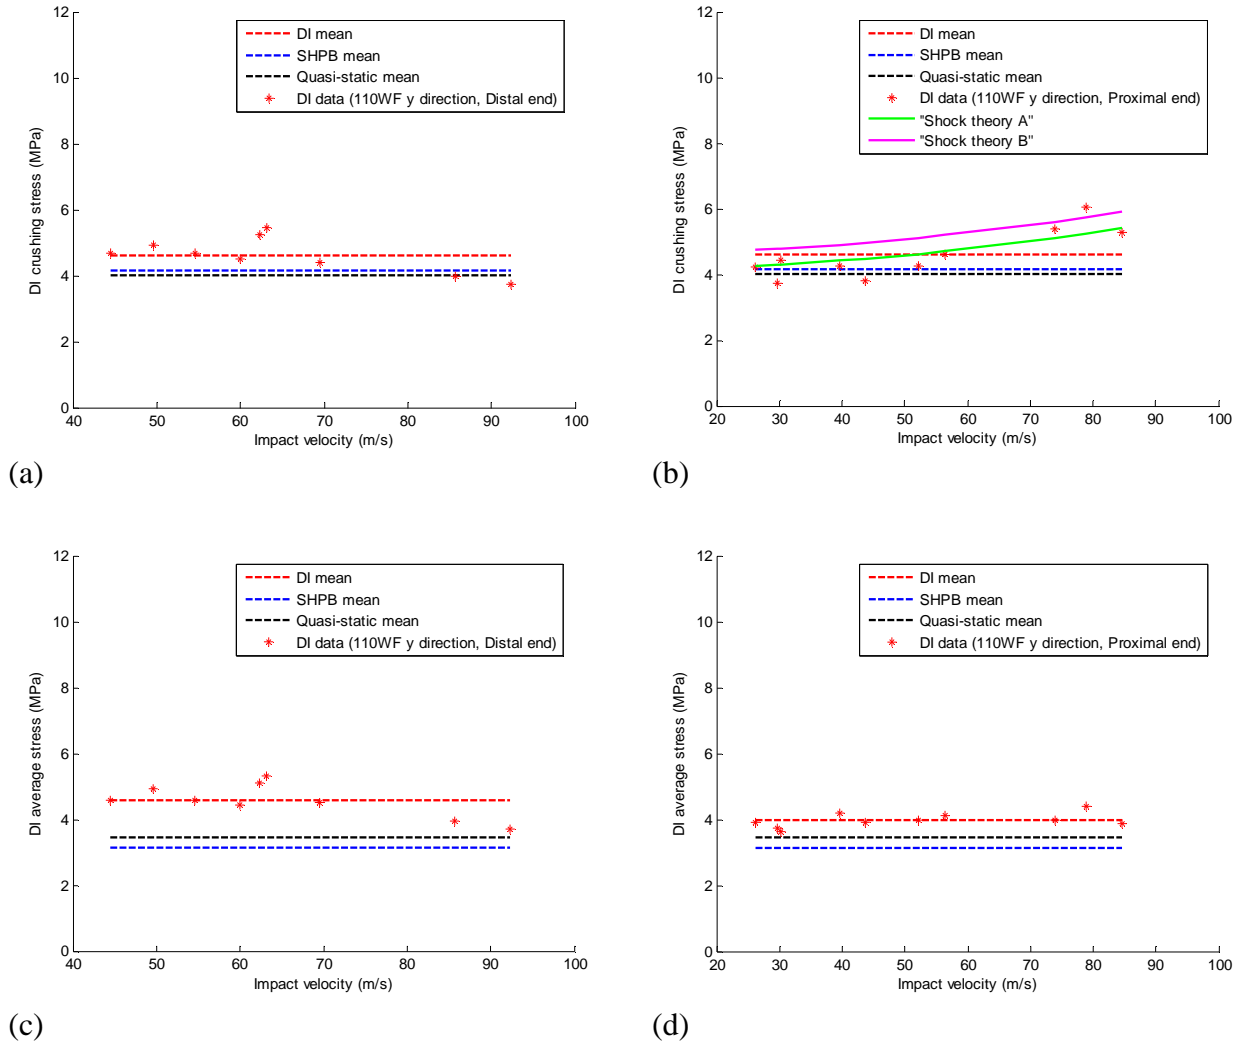 12
10
8
6
4
2
0
DI crushing stress (MPa)
DI mean
SHPB mean
Quasi-static mean
DI data (110WF y direction, Distal end)
40 50 60 70 80 90 100
Impact velocity (m/s)
(a)
12
10
8
6
4
2
0
DI crushing stress (MPa)
DI mean
SHPB mean
Quasi-static mean
DI data (110WF y direction, Proximal end)
"Shock theory A"
"Shock theory B"
20 30 40 50 60 70 80 90 100
Impact velocity (m/s)
(b)
12
10
8
6
4
2
0
DI average stress (MPa)
DI mean
SHPB mean
Quasi-static mean
DI data (110WF y direction, Distal end)
40 50 60 70 80 90 100
Impact velocity (m/s)
(c)
12
10
8
6
4
2
0
DI average stress (MPa)
DI mean
SHPB mean
Quasi-static mean
DI data (110WF y direction, Proximal end)
20 30 40 50 60 70 80 90 100
Impact velocity (m/s)
(d)